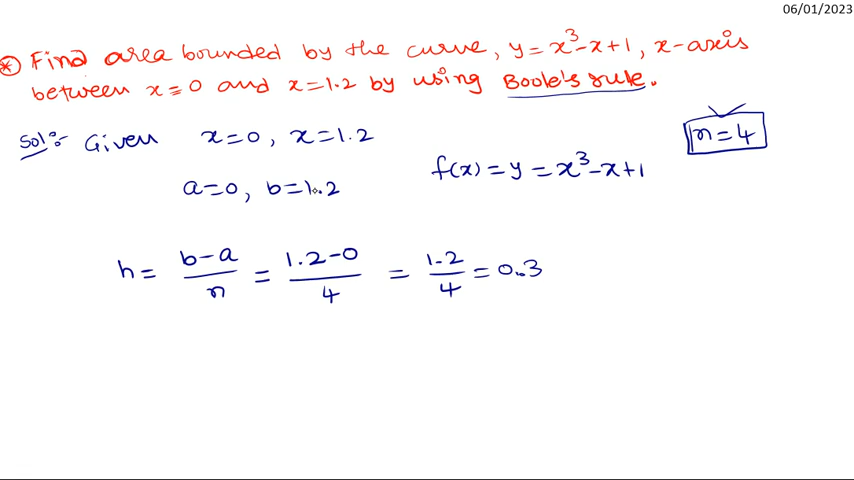 06/01/2023
* Find area bounded by the curve, y = x³-x+1, x-axis
between x=0 and x=1.2 by using Boole's rule.
Sol:- Given x=0, x=1.2
n=4
a=0, b=1.2
f(x) = y = x³-x+1
h = b-a/n = 1.2-0/4 = 1.2/4 = 0.3